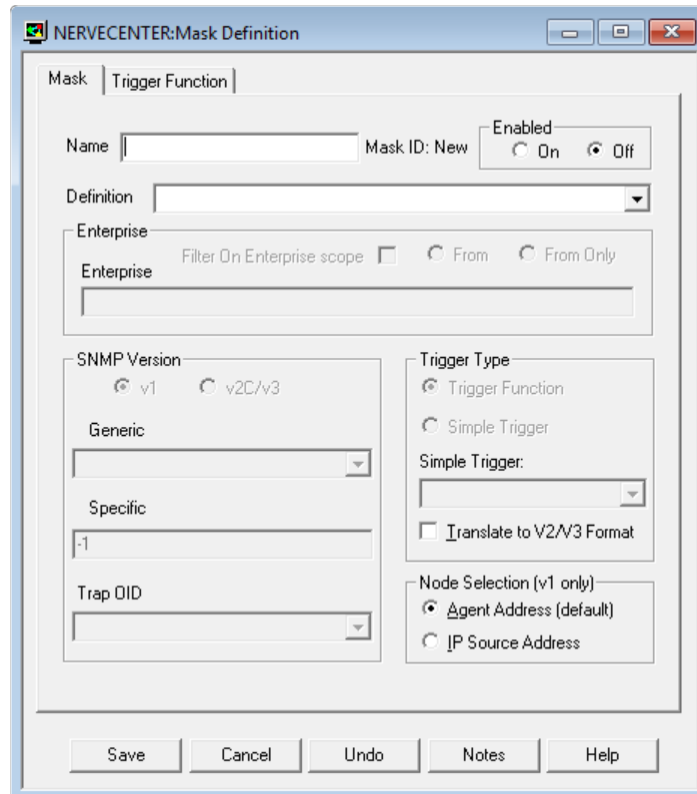 NERVECENTER:Mask Definition
Mask Trigger Function
Name Mask ID: New Enabled On Off
Definition
Enterprise
Filter On Enterprise scope From From Only
Enterprise
SNMP Version
v1 v2C/v3
Generic
Specific
-1
Trap OID
Trigger Type
Trigger Function
Simple Trigger
Simple Trigger:
Translate to V2/V3 Format
Node Selection (v1 only)
Agent Address (default)
IP Source Address
Save Cancel Undo Notes Help